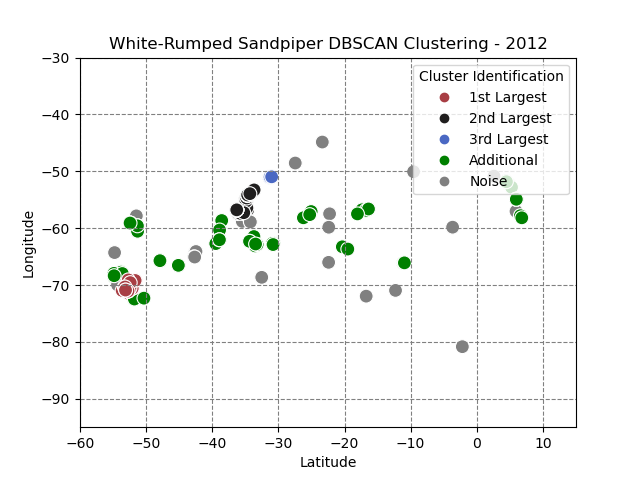 White-Rumped Sandpiper DBSCAN Clustering - 2012
Cluster Identification
1st Largest
2nd Largest
3rd Largest
Additional
Noise
−30
−40
−50
−60
−70
−80
−90
Longitude
−60 −50 −40 −30 −20 −10 0 10
Latitude